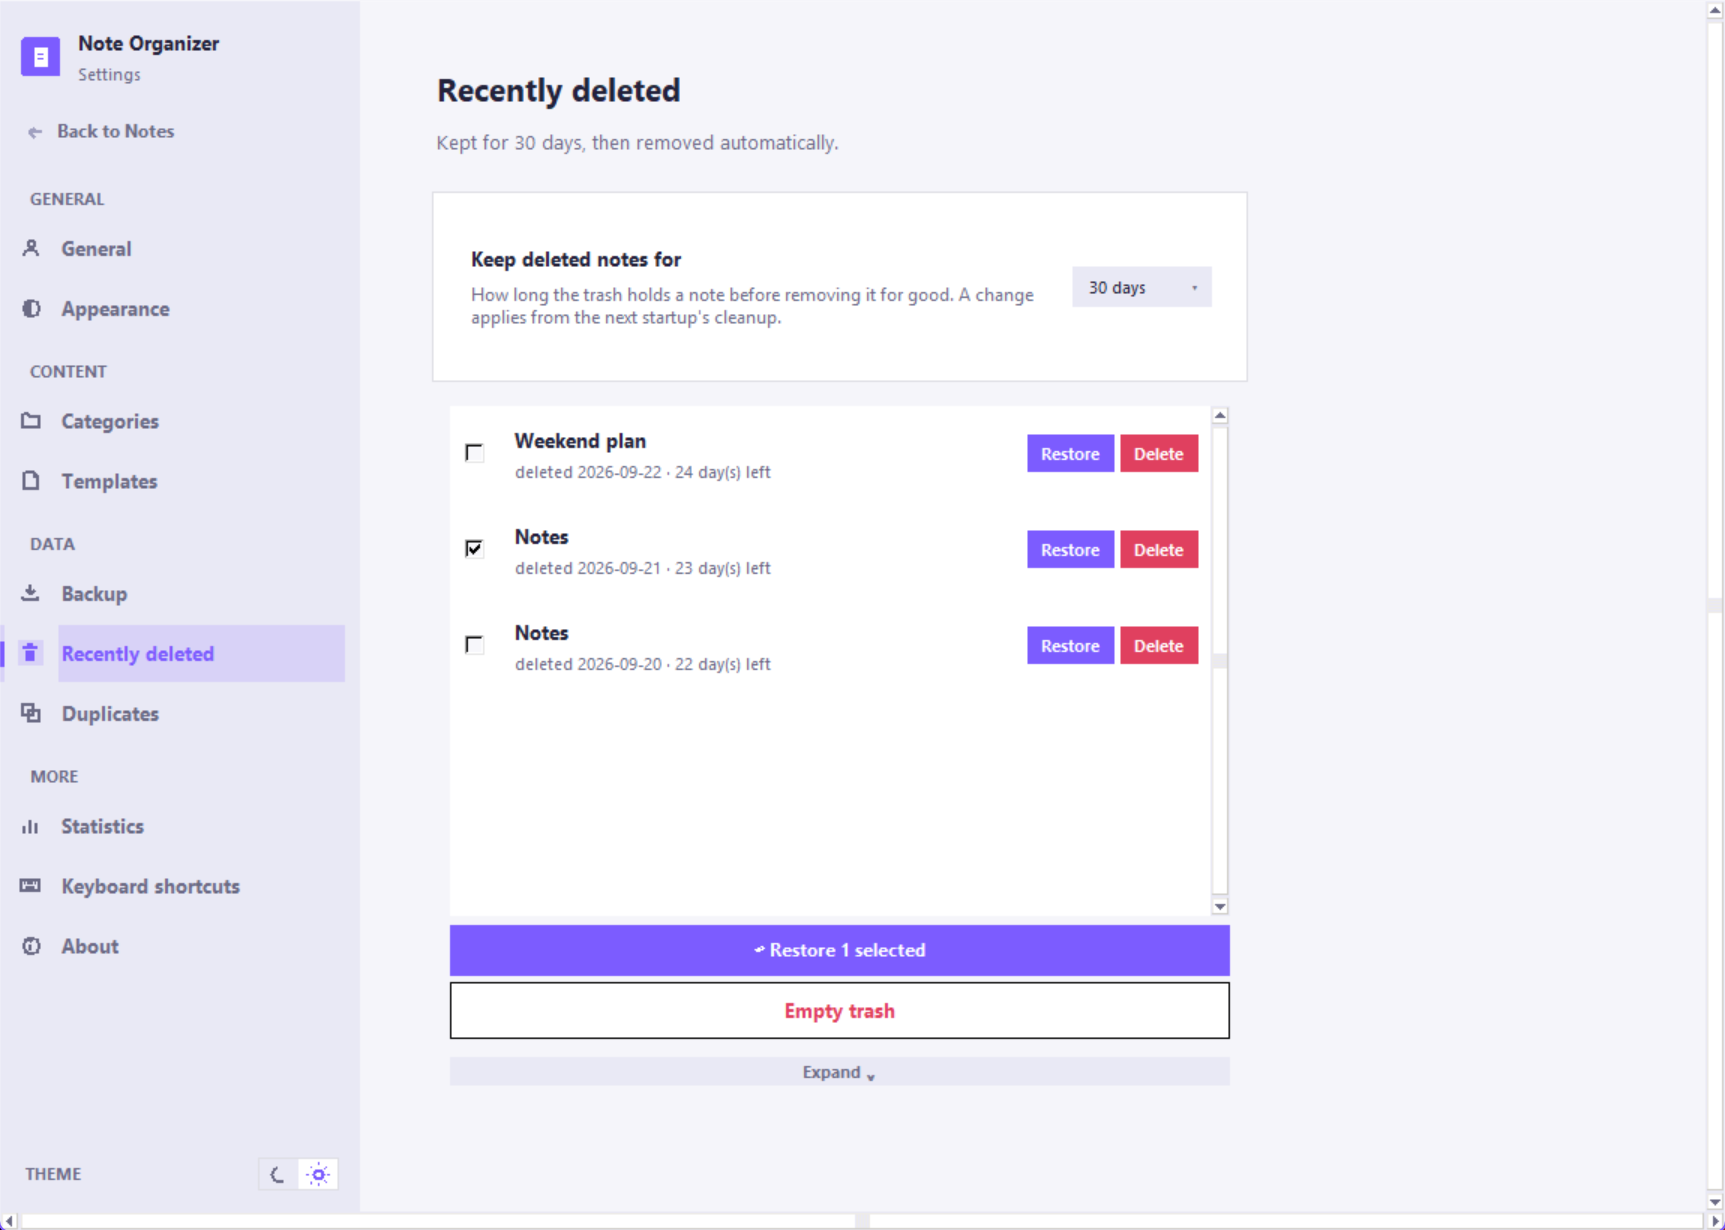 Note Organizer
Settings
Back to Notes
GENERAL
General
Appearance
CONTENT
Categories
Templates
DATA
Backup
Recently deleted
Duplicates
MORE
Statistics
Keyboard shortcuts
About
THEME
Recently deleted
Kept for 30 days, then removed automatically.
Keep deleted notes for
How long the trash holds a note before removing it for good. A change
applies from the next startup's cleanup.
30 days
Weekend plan
deleted 2026-09-22 · 24 day(s) left
Restore Delete
Notes
deleted 2026-09-21 · 23 day(s) left
Restore Delete
Notes
deleted 2026-09-20 · 22 day(s) left
Restore Delete
Restore 1 selected
Empty trash
Expand